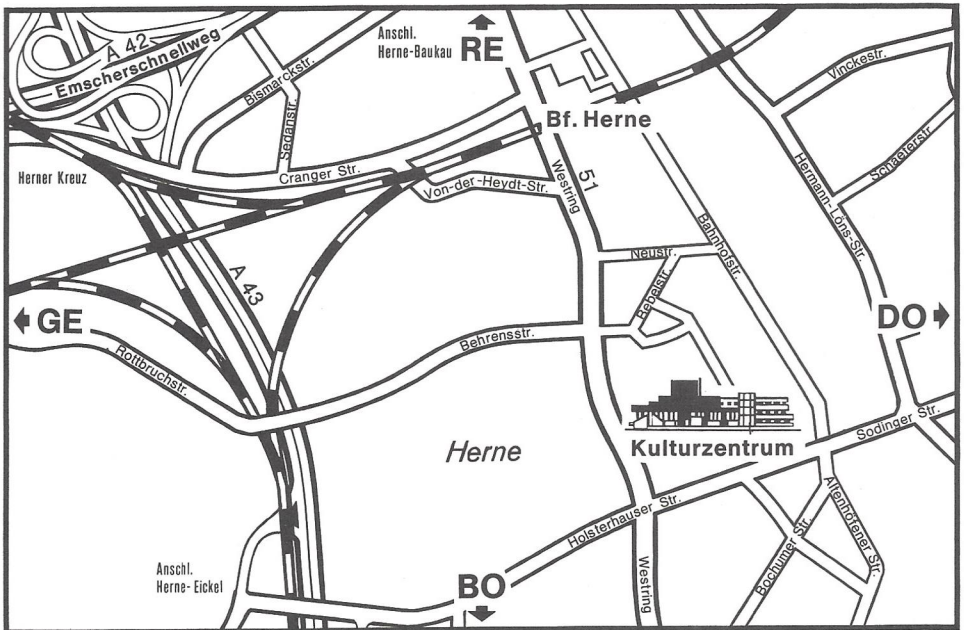 Anschl.
Herne-Baukau
RE
A 42
Emscherschnellweg
Bismarckstr.
Sedanstr.
Vinckestr.
Bf. Herne
Schaeferstr
Herner Kreuz
Cranger Str.
Von-der-Heydt-Str.
Westring
51
Hermann-Löns-Str.
Bahnhofstr.
Neustr.
Bebelstr.
A 43
GE
DO
Behrensstr.
Rottbruchstr.
Herne
Kulturzentrum
Sodinger Str.
Holsterhauser Str.
Altenhöfener Str.
Bochumer Str.
Westring
Anschl.
Herne-Eickel
BO